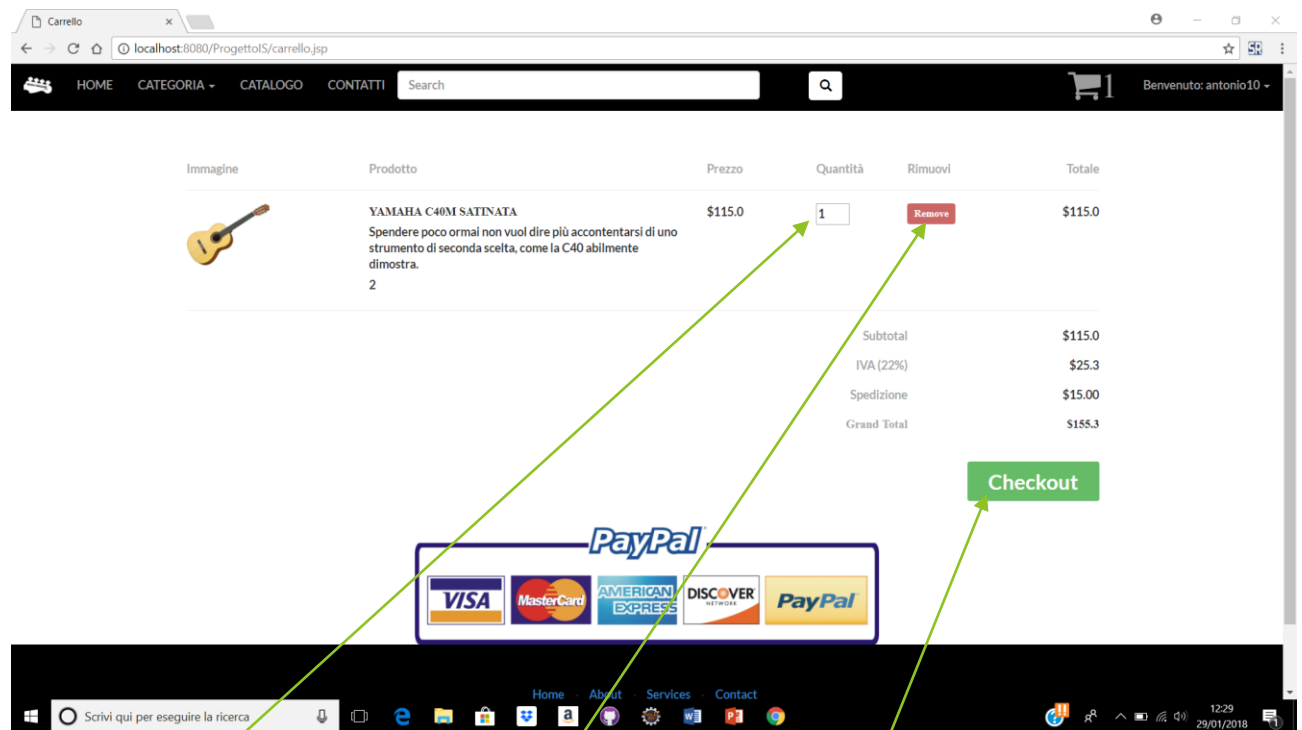 Carrello
localhost:8080/ProgettoIS/carrello.jsp
HOME CATEGORIA CATALOGO CONTATTI Search 1 Benvenuto: antonio10
Immagine Prodotto Prezzo Quantità Rimuovi Totale
YAMAHA C40M SATINATA $115.0 1 Remove $115.0
Spendere poco ormai non vuol dire più accontentarsi di uno
strumento di seconda scelta, come la C40 abilmente
dimostra.
2
Subtotal $115.0
IVA (22%) $25.3
Spedizione $15.00
Grand Total $155.3
Checkout
PayPal
VISA MasterCard AMERICAN EXPRESS DISCOVER NETWORK PayPal
Home · About · Services · Contact
Scrivi qui per eseguire la ricerca
12:29
29/01/2018